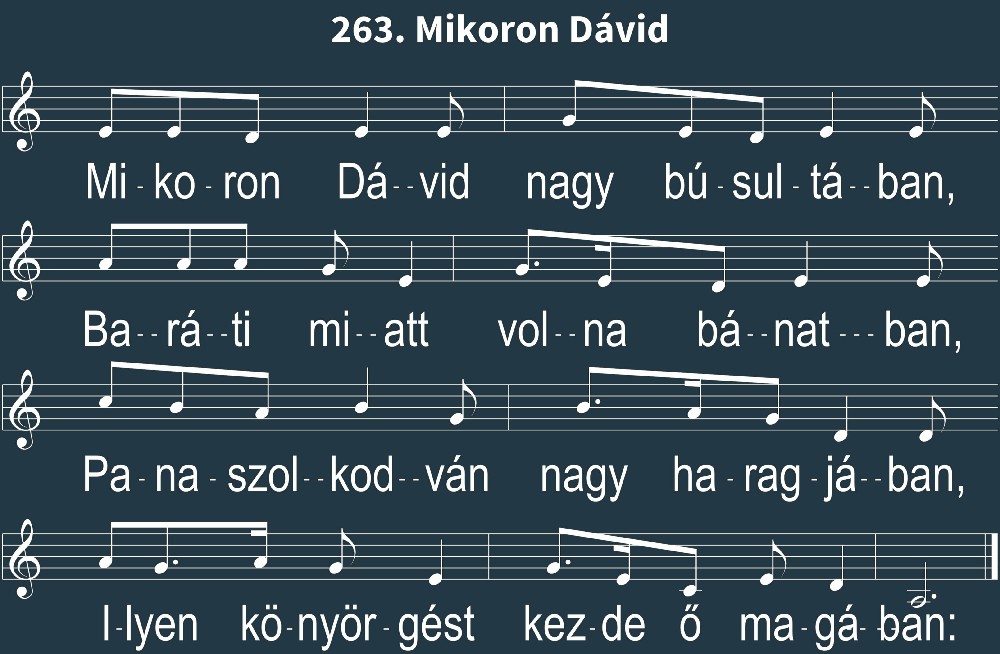 263. Mikoron Dávid
Mi - ko - ron Dá - - vid nagy bú - sul - tá - - ban,
Ba - - rá - - ti mi - - att vol - - na bá - - nat - - - ban,
Pa - na - szol - - kod - - ván nagy ha - rag - já - - ban,
I - lyen kö - nyör - gést kez - de ő ma - gá - ban: